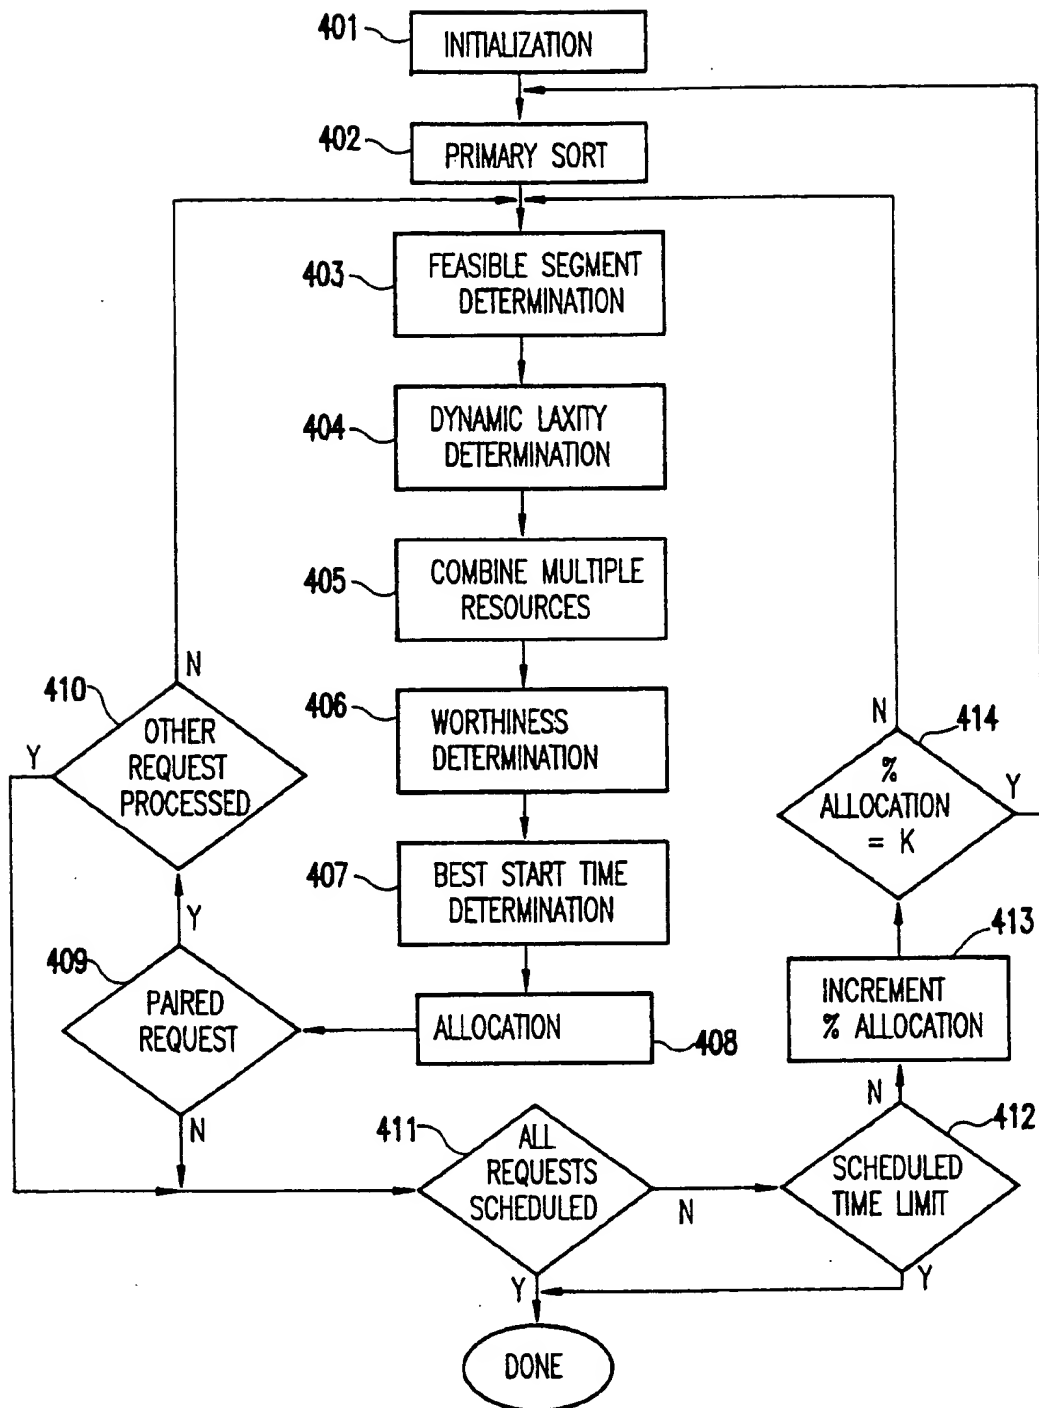 401
INITIALIZATION
402
PRIMARY SORT
403
FEASIBLE SEGMENT
DETERMINATION
404
DYNAMIC LAXITY
DETERMINATION
405
COMBINE MULTIPLE
RESOURCES
406
WORTHINESS
DETERMINATION
407
BEST START TIME
DETERMINATION
ALLOCATION
408
409
PAIRED
REQUEST
Y
N
410
OTHER
REQUEST
PROCESSED
N
Y
411
ALL
REQUESTS
SCHEDULED
N
Y
412
SCHEDULED
TIME LIMIT
N
Y
413
INCREMENT
% ALLOCATION
414
%
ALLOCATION
= K
N
Y
DONE